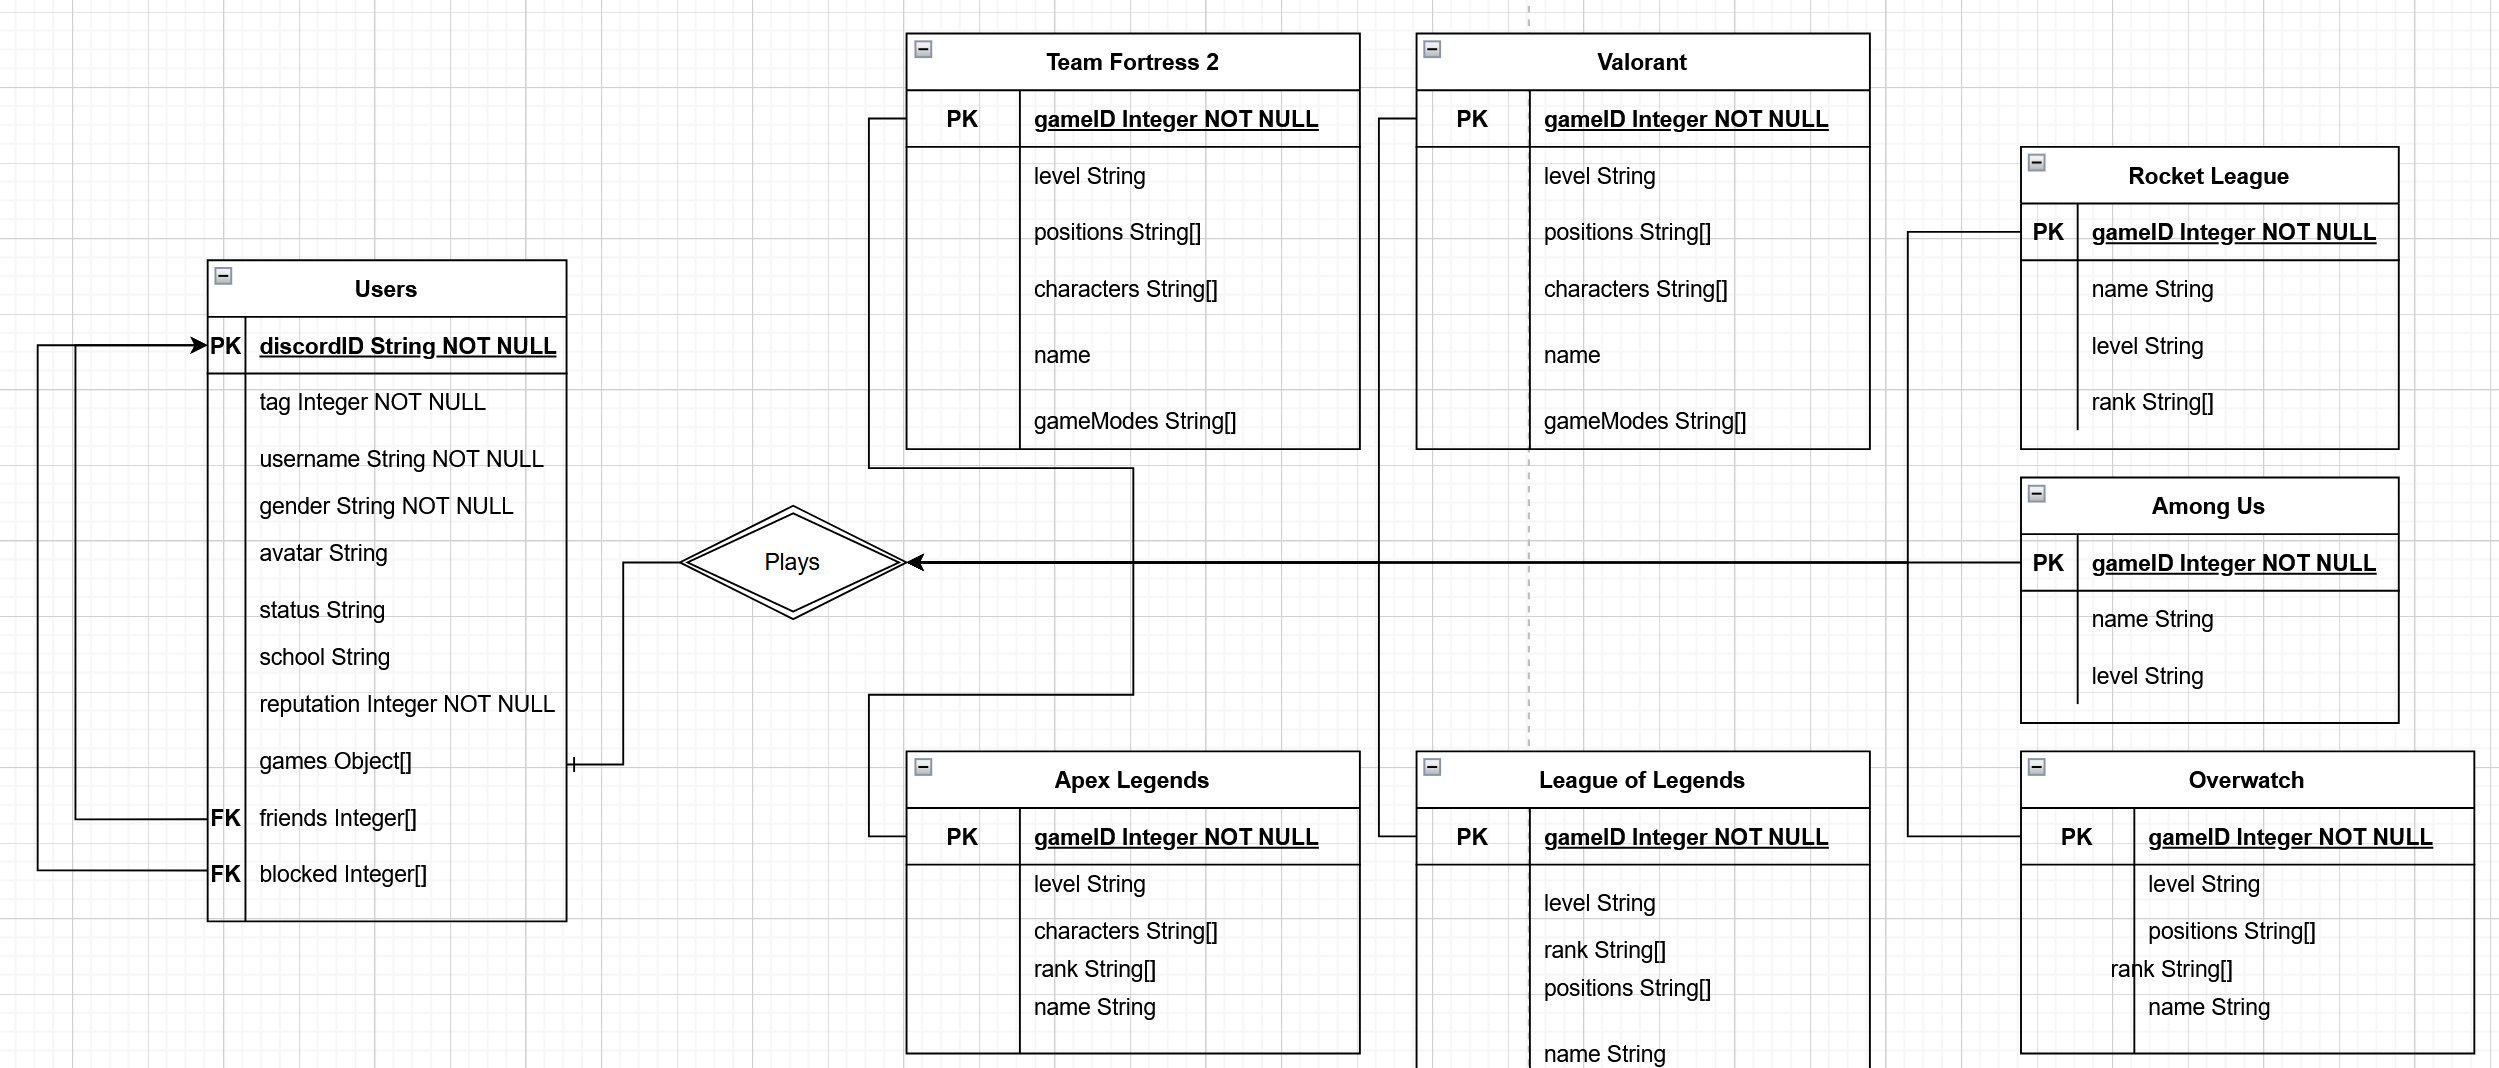 Users
PK discordID String NOT NULL
tag Integer NOT NULL
username String NOT NULL
gender String NOT NULL
avatar String
status String
school String
reputation Integer NOT NULL
games Object[]
FK friends Integer[]
FK blocked Integer[]
Plays
Team Fortress 2
PK gameID Integer NOT NULL
level String
positions String[]
characters String[]
name
gameModes String[]
Valorant
PK gameID Integer NOT NULL
level String
positions String[]
characters String[]
name
gameModes String[]
Rocket League
PK gameID Integer NOT NULL
name String
level String
rank String[]
Among Us
PK gameID Integer NOT NULL
name String
level String
Apex Legends
PK gameID Integer NOT NULL
level String
characters String[]
rank String[]
name String
League of Legends
PK gameID Integer NOT NULL
level String
rank String[]
positions String[]
name String
Overwatch
PK gameID Integer NOT NULL
level String
positions String[]
rank String[]
name String